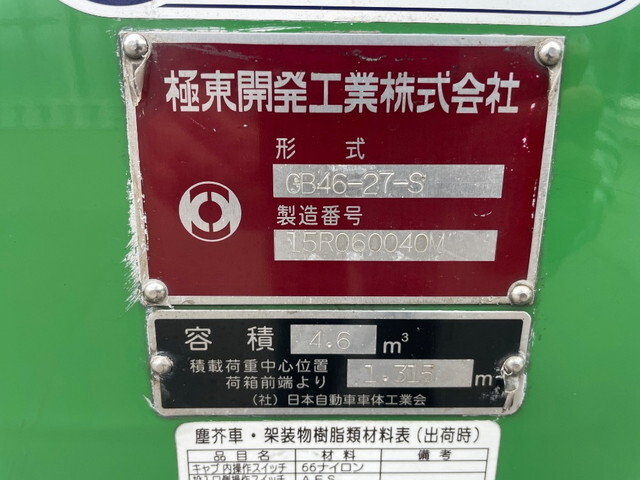 極東開発工業株式会社
形 式
GB46-27-S
製造番号
15R060040M
容 積 4.6 m³
積載荷重中心位置
荷箱前端より 1.315 m
(社) 日本自動車車体工業会
塵芥車・架装物樹脂類材料表 (出荷時)
品 名 材 料 備 考
キャブ内操作スイッチ 66ナイロン